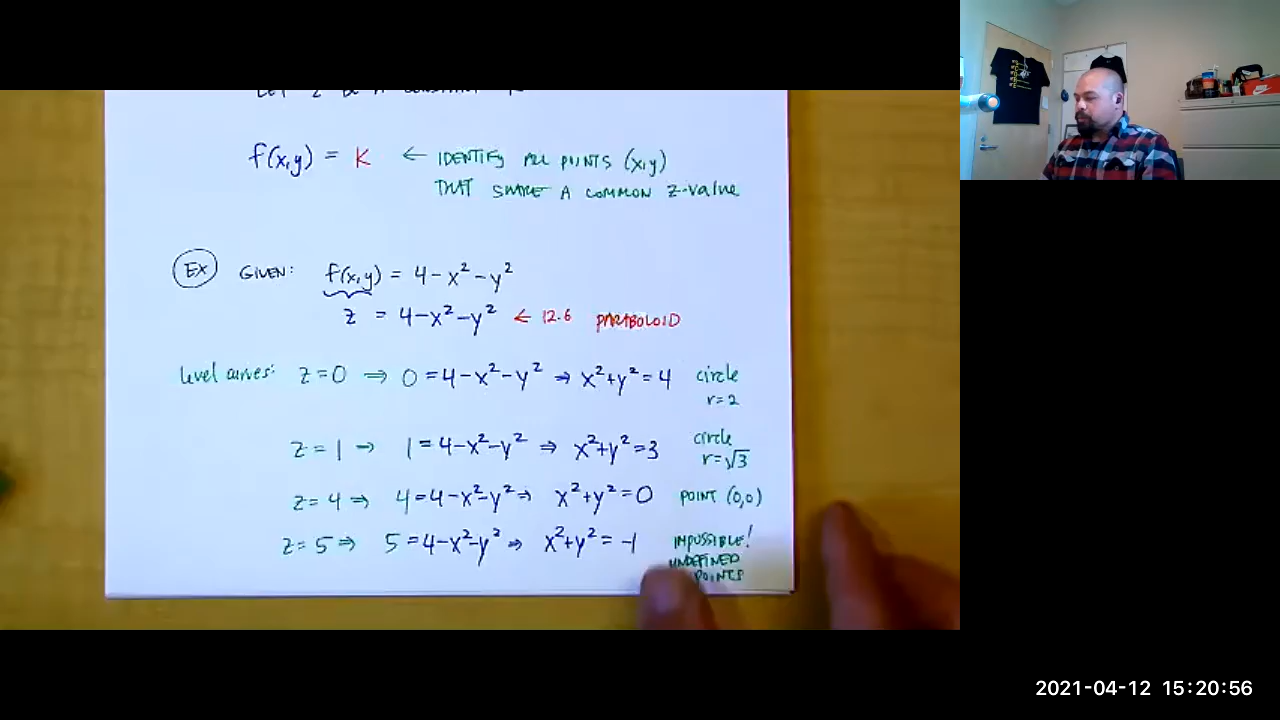 LET Z BE A CONSTANT K
f(x,y) = K ← IDENTIFY ALL POINTS (x,y)
THAT SHARE A COMMON z-value
EX GIVEN: f(x,y) = 4-x²-y²
z = 4-x²-y² ← 12.6 PARABOLOID
level curves: z=0 ⇒ 0=4-x²-y² ⇒ x²+y²=4 circle
r=2
z=1 ⇒ 1=4-x²-y² ⇒ x²+y²=3 circle
r=√3
z=4 ⇒ 4=4-x²-y² ⇒ x²+y²=0 POINT (0,0)
z=5 ⇒ 5=4-x²-y² ⇒ x²+y²=-1 IMPOSSIBLE!
UNDEFINED
POINTS
2021-04-12 15:20:56